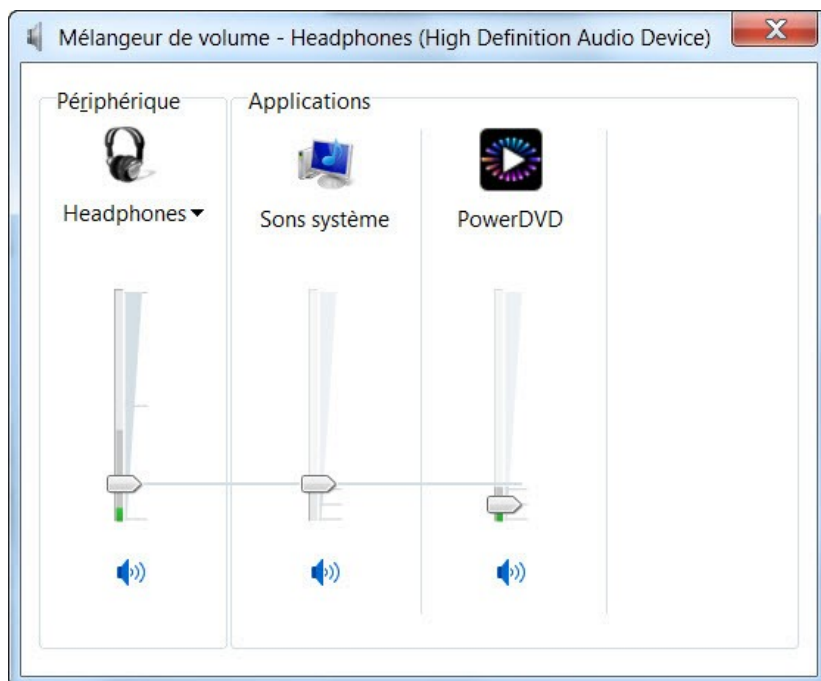 Mélangeur de volume - Headphones (High Definition Audio Device)
Périphérique
Applications
Headphones
Sons système
PowerDVD